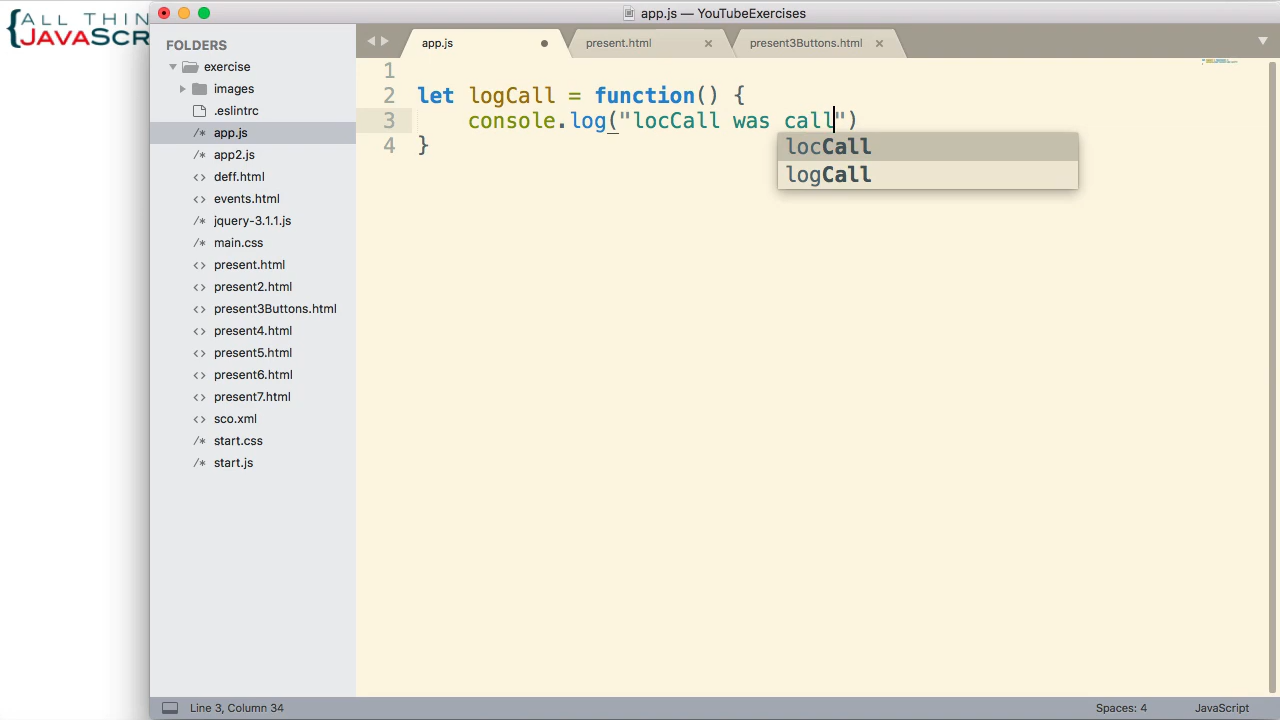 {ALL THIN
JAVASCR
app.js — YouTubeExercises
FOLDERS
exercise
images
.eslintrc
app.js
app2.js
deff.html
events.html
jquery-3.1.1.js
main.css
present.html
present2.html
present3Buttons.html
present4.html
present5.html
present6.html
present7.html
sco.xml
start.css
start.js
app.js
present.html
present3Buttons.html
1
2 let logCall = function() {
3 console.log("locCall was call")
4 }
locCall
logCall
Line 3, Column 34
Spaces: 4
JavaScript